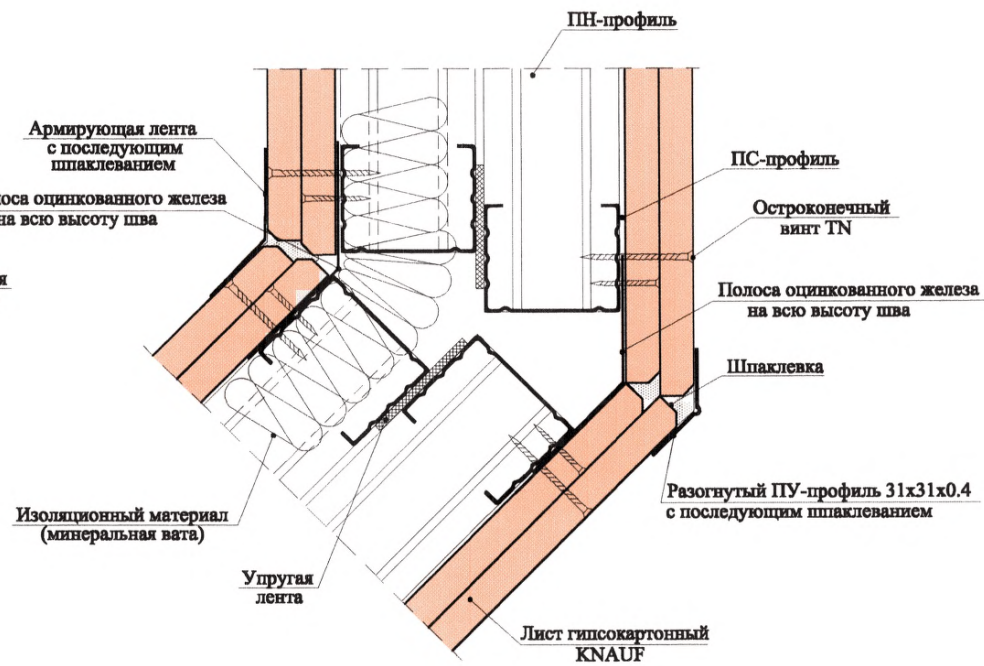 ПН-профиль
Армирующая лента
с последующим
шпаклеванием
оса оцинкованного железа
на всю высоту шва
я
ПС-профиль
Остроконечный
винт TN
Полоса оцинкованного железа
на всю высоту шва
Шпаклевка
Разогнутый ПУ-профиль 31х31х0.4
с последующим шпаклеванием
Изоляционный материал
(минеральная вата)
Упругая
лента
Лист гипсокартонный
KNAUF